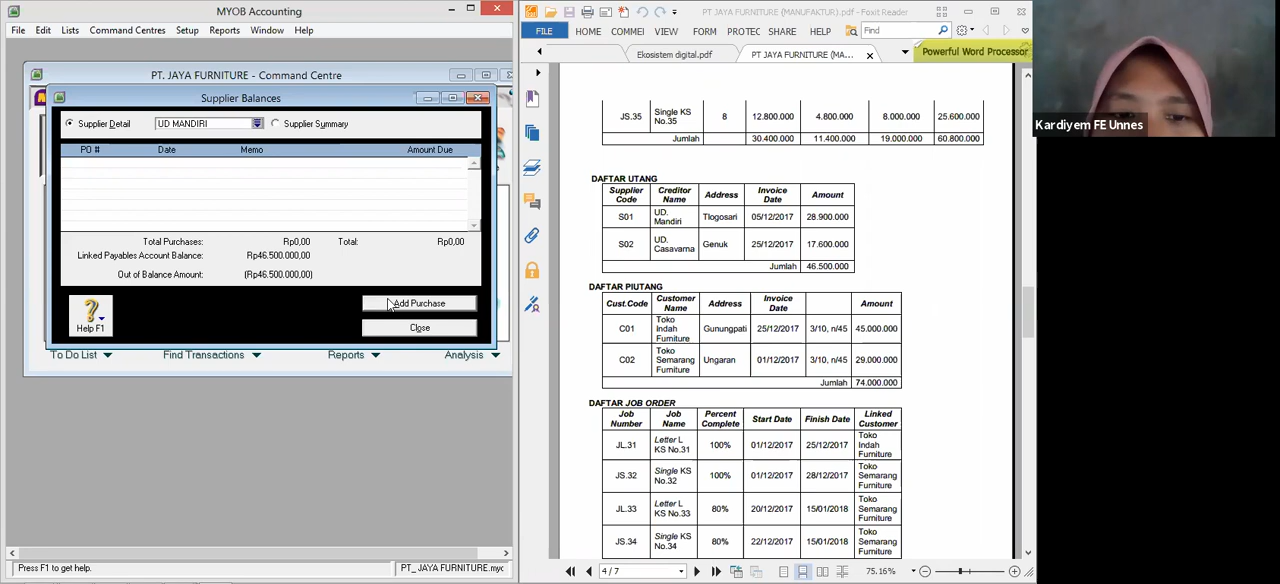 MYOB Accounting
File Edit Lists Command Centres Setup Reports Window Help
PT. JAYA FURNITURE - Command Centre
Supplier Balances
Supplier Detail UD MANDIRI Supplier Summary
PO # Date Memo Amount Due
Total Purchases: Rp0,00 Total: Rp0,00
Linked Payables Account Balance: Rp46.500.000,00
Out of Balance Amount: (Rp46.500.000,00)
Add Purchase
Help F1
Close
To Do List Find Transactions Reports Analysis
Press F1 to get help. PT_ JAYA FURNITURE.myc
PT JAYA FURNITURE (MANUFAKTUR).pdf - Foxit Reader
FILE HOME COMMEI VIEW FORM PROTEC SHARE HELP Find
Ekosistem digital.pdf PT JAYA FURNITURE (MA... Powerful Word Processor
JS.35 Single KS No.35 8 12.800.000 4.800.000 8.000.000 25.600.000
Jumlah 30.400.000 11.400.000 19.000.000 60.800.000
DAFTAR UTANG
Supplier Code Creditor Name Address Invoice Date Amount
S01 UD. Mandiri Tlogosari 05/12/2017 28.900.000
S02 UD. Casavarna Genuk 25/12/2017 17.600.000
Jumlah 46.500.000
DAFTAR PIUTANG
Cust.Code Customer Name Address Invoice Date Amount
C01 Toko Indah Furniture Gunungpati 25/12/2017 3/10, n/45 45.000.000
C02 Toko Semarang Furniture Ungaran 01/12/2017 3/10, n/45 29.000.000
Jumlah 74.000.000
DAFTAR JOB ORDER
Job Number Job Name Percent Complete Start Date Finish Date Linked Customer
JL.31 Letter L KS No.31 100% 01/12/2017 25/12/2017 Toko Indah Furniture
JS.32 Single KS No.32 100% 01/12/2017 28/12/2017 Toko Semarang Furniture
JL.33 Letter L KS No.33 80% 20/12/2017 15/01/2018 Toko Semarang Furniture
JS.34 Single KS No.34 80% 22/12/2017 15/01/2018 Toko Semarang Furniture
4 / 7 75.16%
Kardiyem FE Unnes